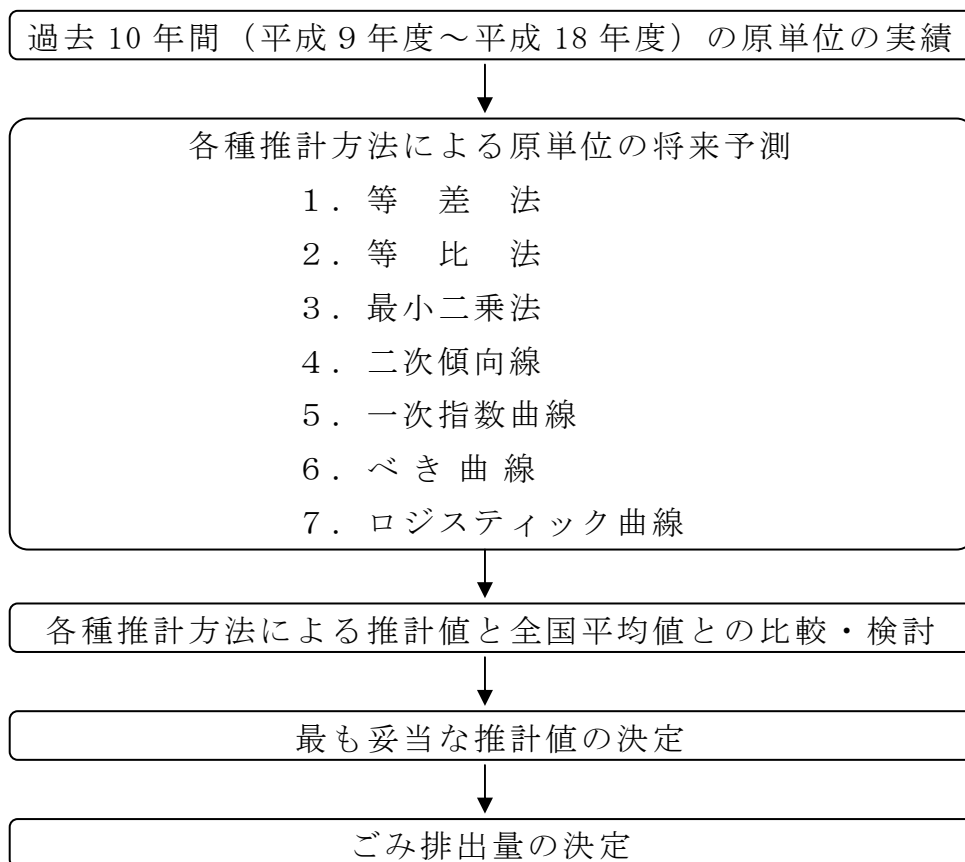 過去 10 年間（平成９年度～平成 18 年度）の原単位の実績
各種推計方法による原単位の将来予測
１．等　差　法
２．等　比　法
３．最小二乗法
４．二次傾向線
５．一次指数曲線
６．べ き 曲 線
７．ロジスティック曲線
各種推計方法による推計値と全国平均値との比較・検討
最も妥当な推計値の決定
ごみ排出量の決定